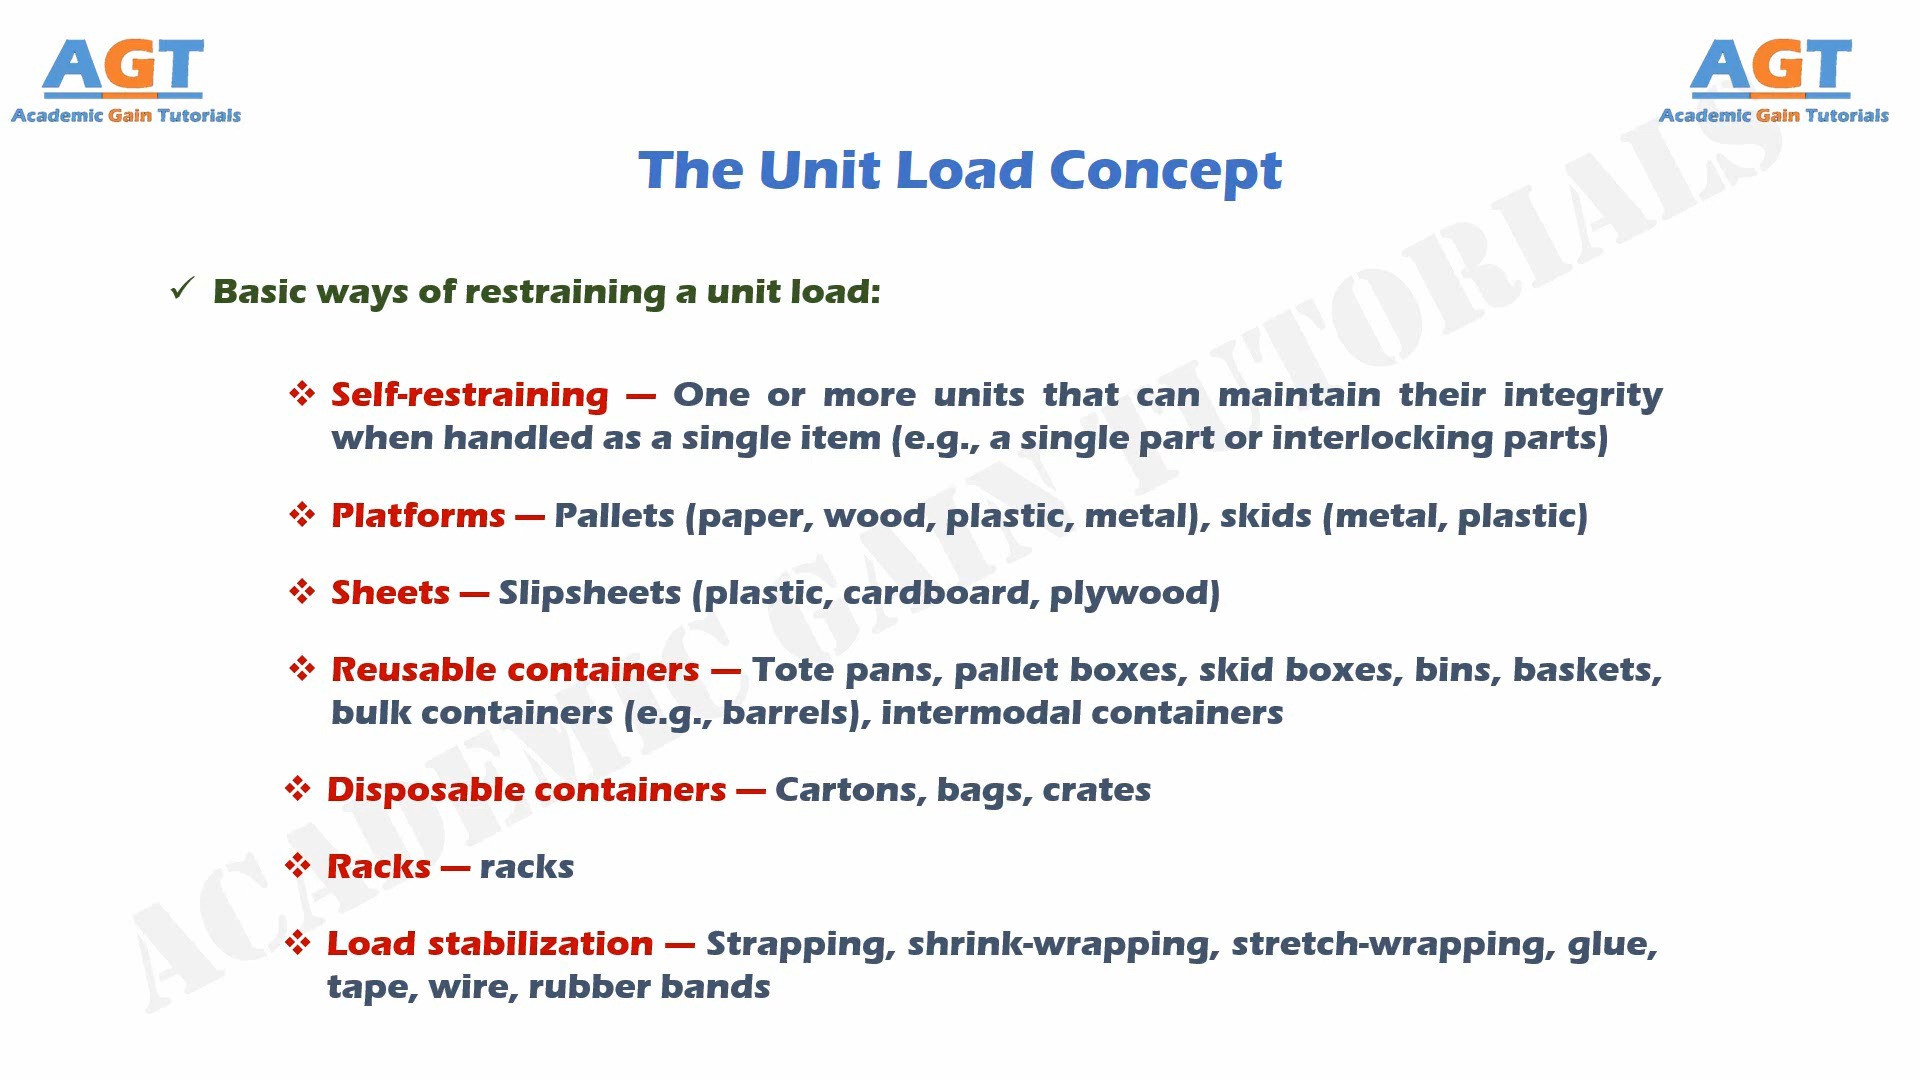 AGT
Academic Gain Tutorials
AGT
Academic Gain Tutorials
The Unit Load Concept
✓ Basic ways of restraining a unit load:
❖ Self-restraining — One or more units that can maintain their integrity
when handled as a single item (e.g., a single part or interlocking parts)
❖ Platforms — Pallets (paper, wood, plastic, metal), skids (metal, plastic)
❖ Sheets — Slipsheets (plastic, cardboard, plywood)
❖ Reusable containers — Tote pans, pallet boxes, skid boxes, bins, baskets,
bulk containers (e.g., barrels), intermodal containers
❖ Disposable containers — Cartons, bags, crates
❖ Racks — racks
❖ Load stabilization — Strapping, shrink-wrapping, stretch-wrapping, glue,
tape, wire, rubber bands
ACADEMIC GAIN TUTORIALS